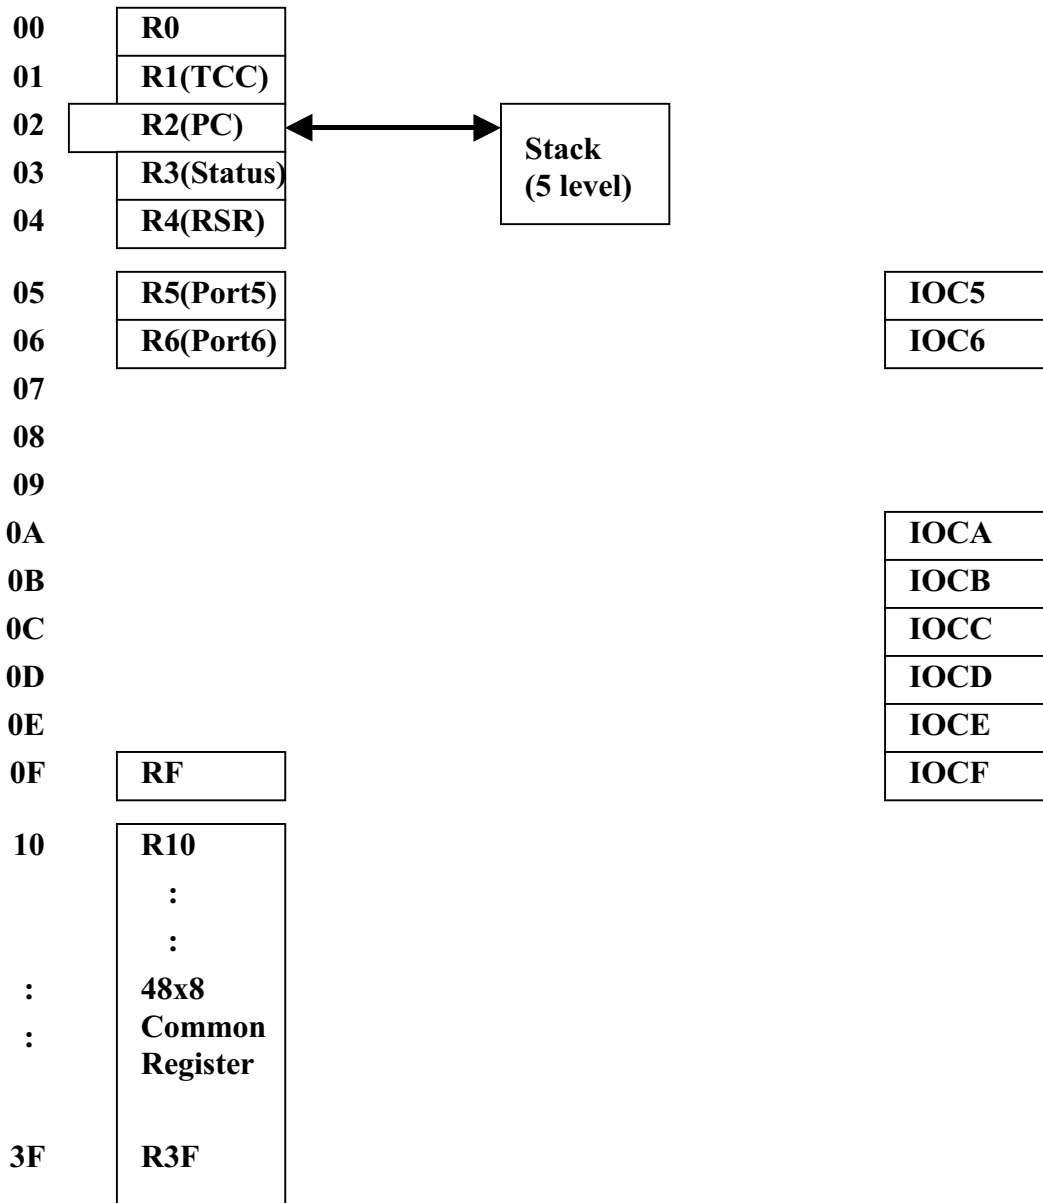 00 R0
01 R1(TCC)
02 R2(PC)
Stack
(5 level)
03 R3(Status)
04 R4(RSR)
05 R5(Port5) IOC5
06 R6(Port6) IOC6
07
08
09
0A IOCA
0B IOCB
0C IOCC
0D IOCD
0E IOCE
0F RF IOCF
10 R10
:
:
: 48x8
: Common
Register
3F R3F